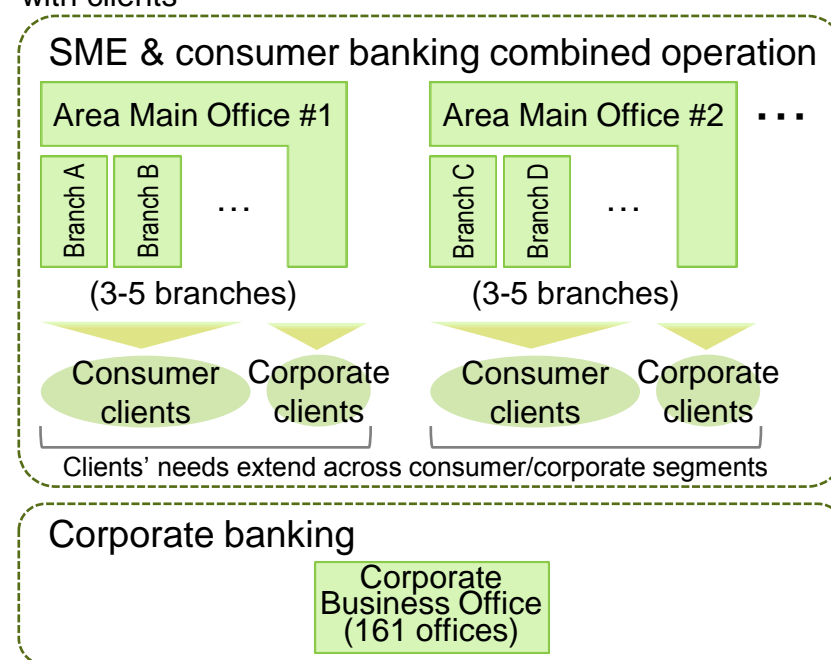 with clients
SME & consumer banking combined operation
Area Main Office #1
Area Main Office #2
...
Branch A
Branch B
...
Branch C
Branch D
...
(3-5 branches)
(3-5 branches)
Consumer
clients
Corporate
clients
Consumer
clients
Corporate
clients
Clients' needs extend across consumer/corporate segments
Corporate banking
Corporate
Business Office
(161 offices)